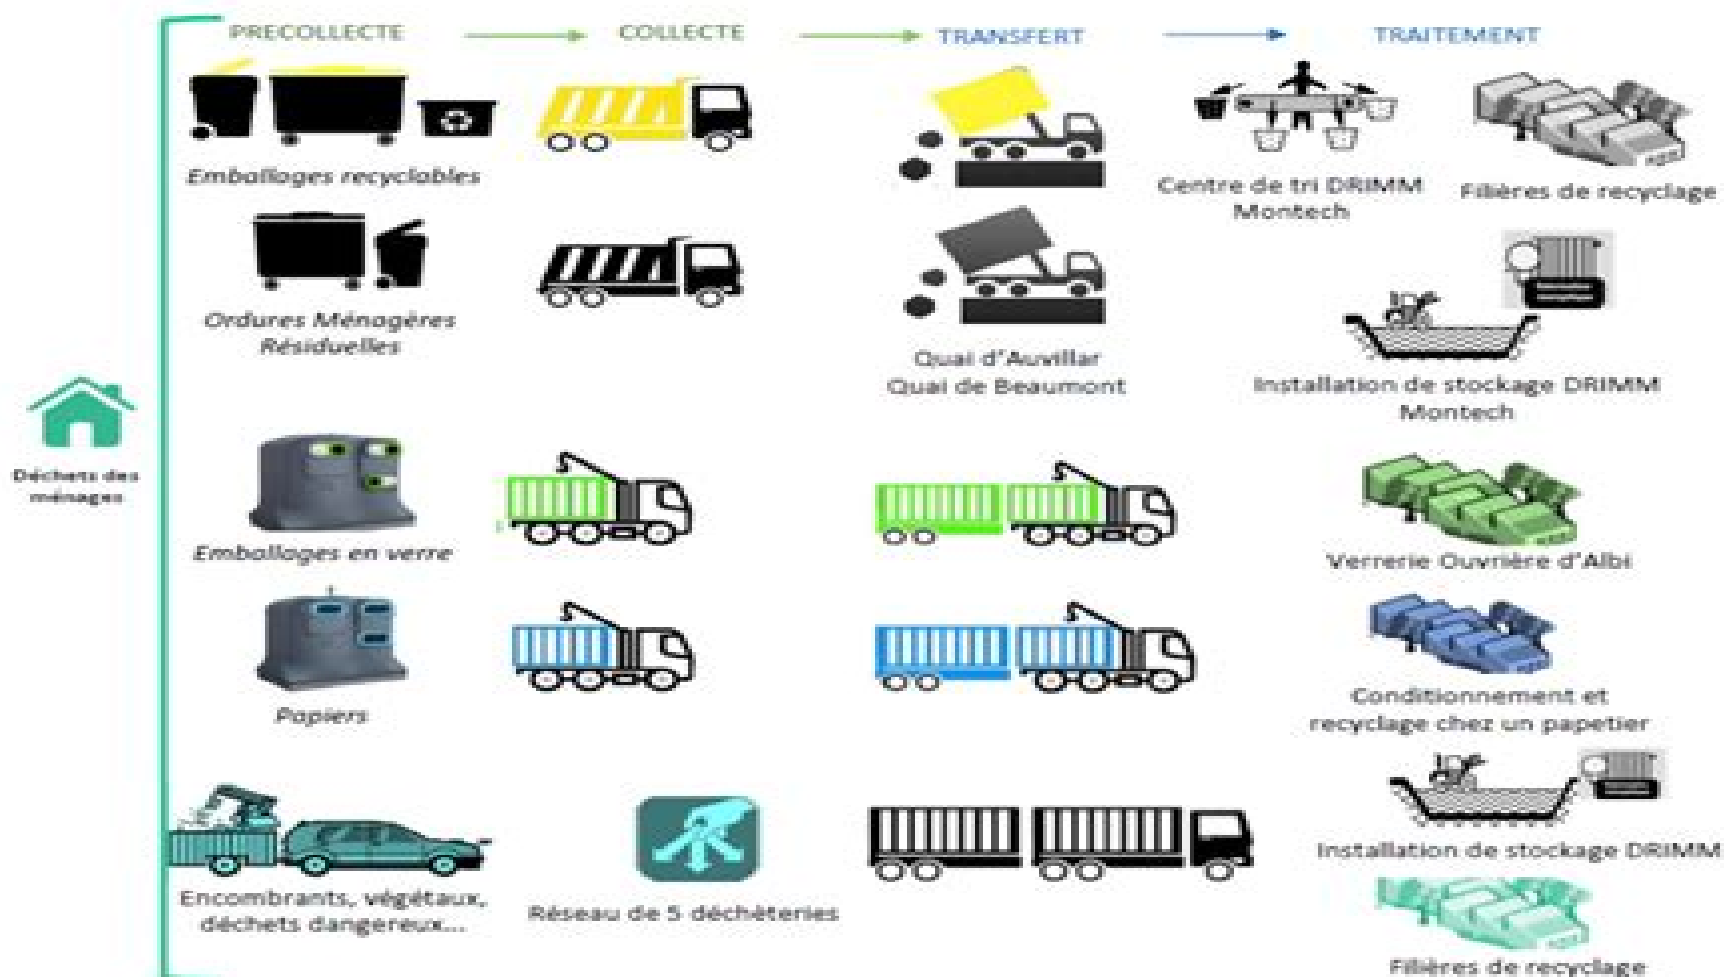 PRECOLLECTE
COLLECTE
TRANSFERT
TRAITEMENT
Emballages recyclables
Centre de tri DRIMM
Montech
Filières de recyclage
Ordures Ménagères
Résiduelles
Quai d'Auvillar
Quai de Beaumont
Installation de stockage DRIMM
Montech
Déchets des
ménages
Emballages en verre
Verrerie Ouvrière d'Albi
Papiers
Conditionnement et
recyclage chez un papetier
Encombrants, végétaux,
déchets dangereux...
Réseau de 5 déchèteries
Installation de stockage DRIMM
Filières de recyclage